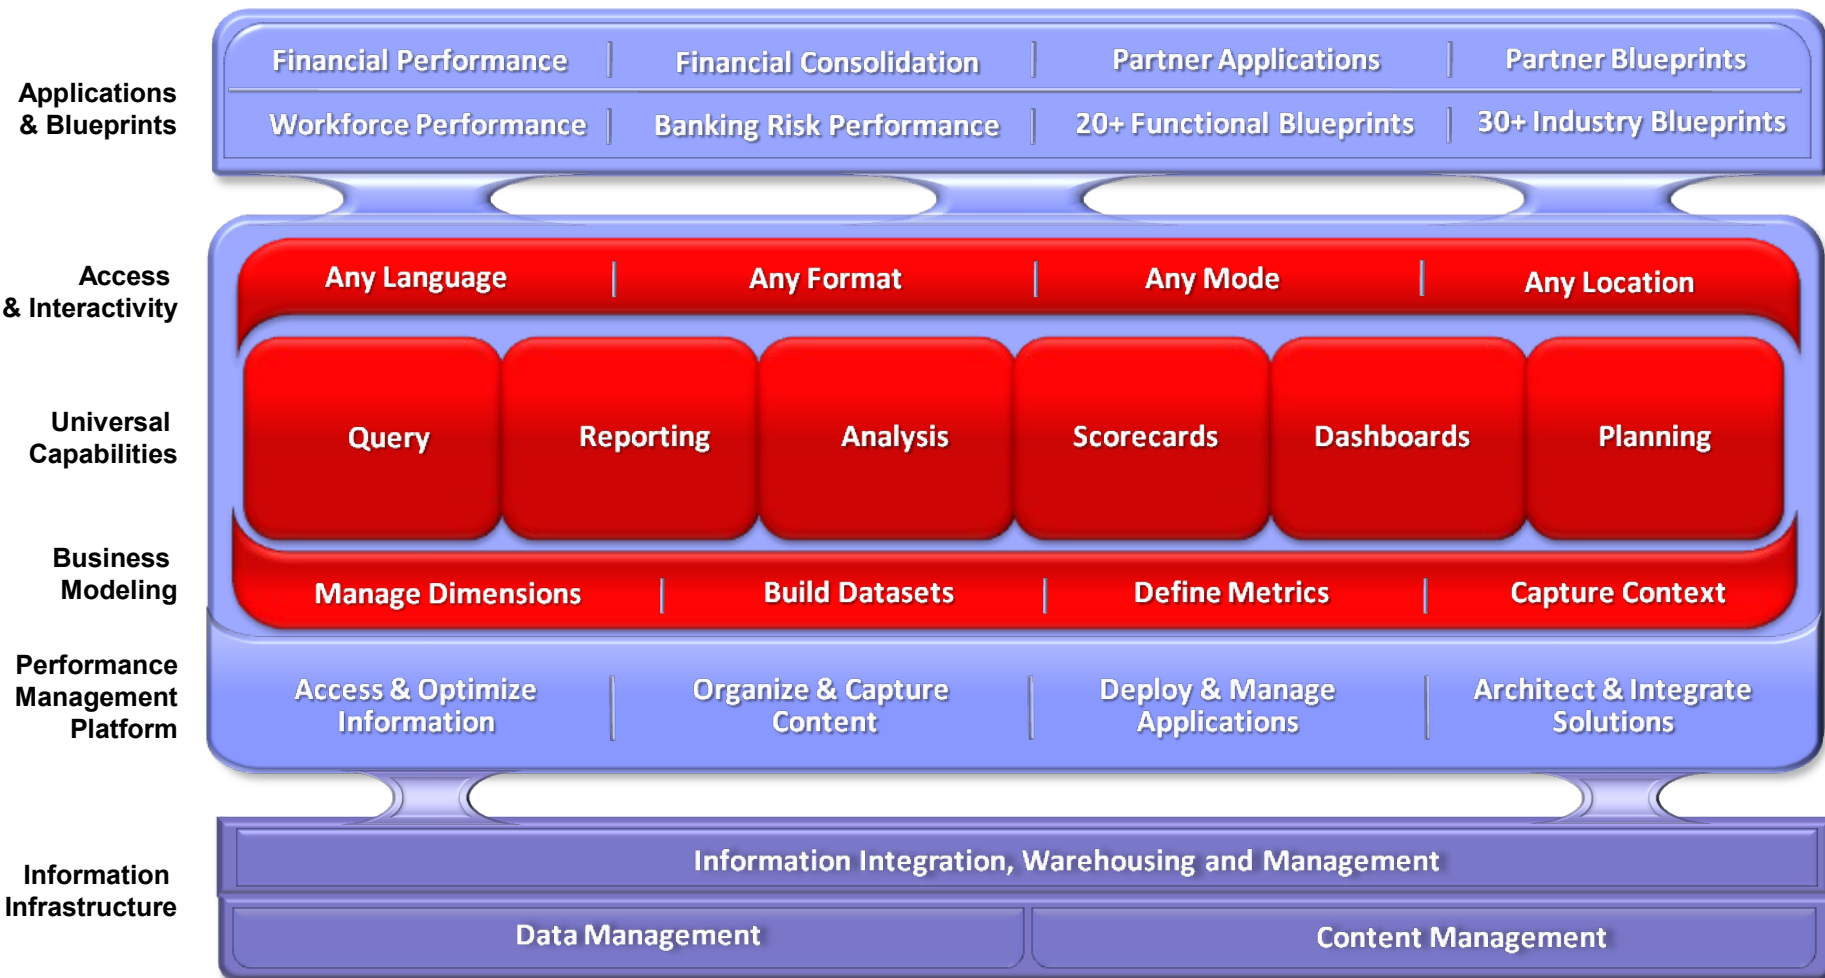 Applications
& Blueprints
Financial Performance
Financial Consolidation
Partner Applications
Partner Blueprints
Workforce Performance
Banking Risk Performance
20+ Functional Blueprints
30+ Industry Blueprints
Access
& Interactivity
Any Language
Any Format
Any Mode
Any Location
Universal
Capabilities
Query
Reporting
Analysis
Scorecards
Dashboards
Planning
Business
Modeling
Manage Dimensions
Build Datasets
Define Metrics
Capture Context
Performance
Management
Platform
Access & Optimize
Information
Organize & Capture
Content
Deploy & Manage
Applications
Architect & Integrate
Solutions
Information
Infrastructure
Information Integration, Warehousing and Management
Data Management
Content Management